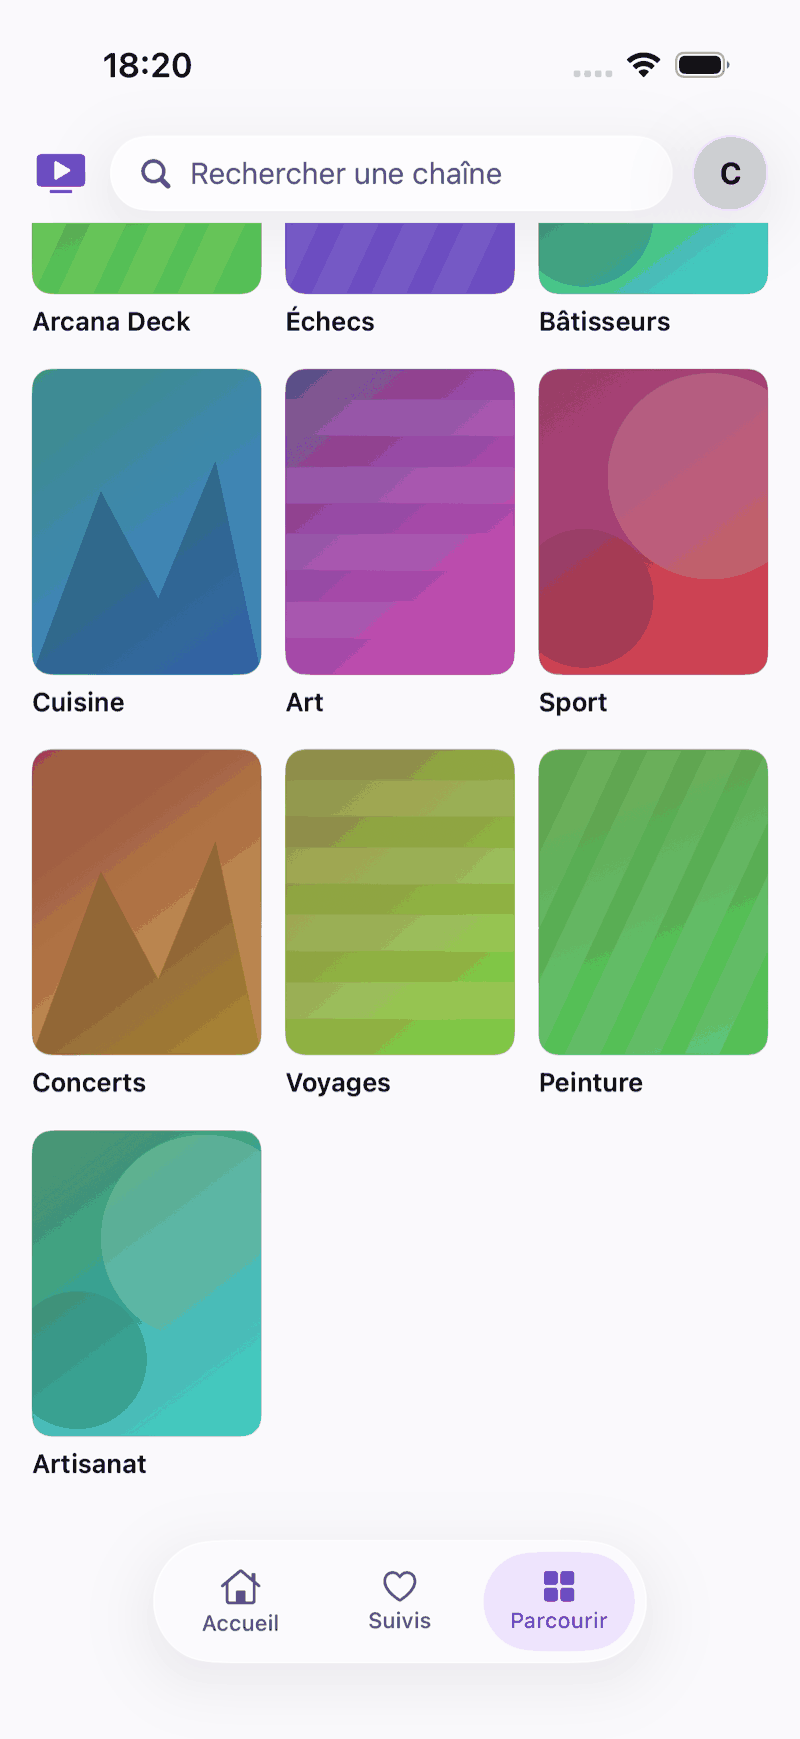 18:20
Rechercher une chaîne
C
Arcana Deck
Échecs
Bâtisseurs
Cuisine
Art
Sport
Concerts
Voyages
Peinture
Artisanat
Accueil
Suivis
Parcourir